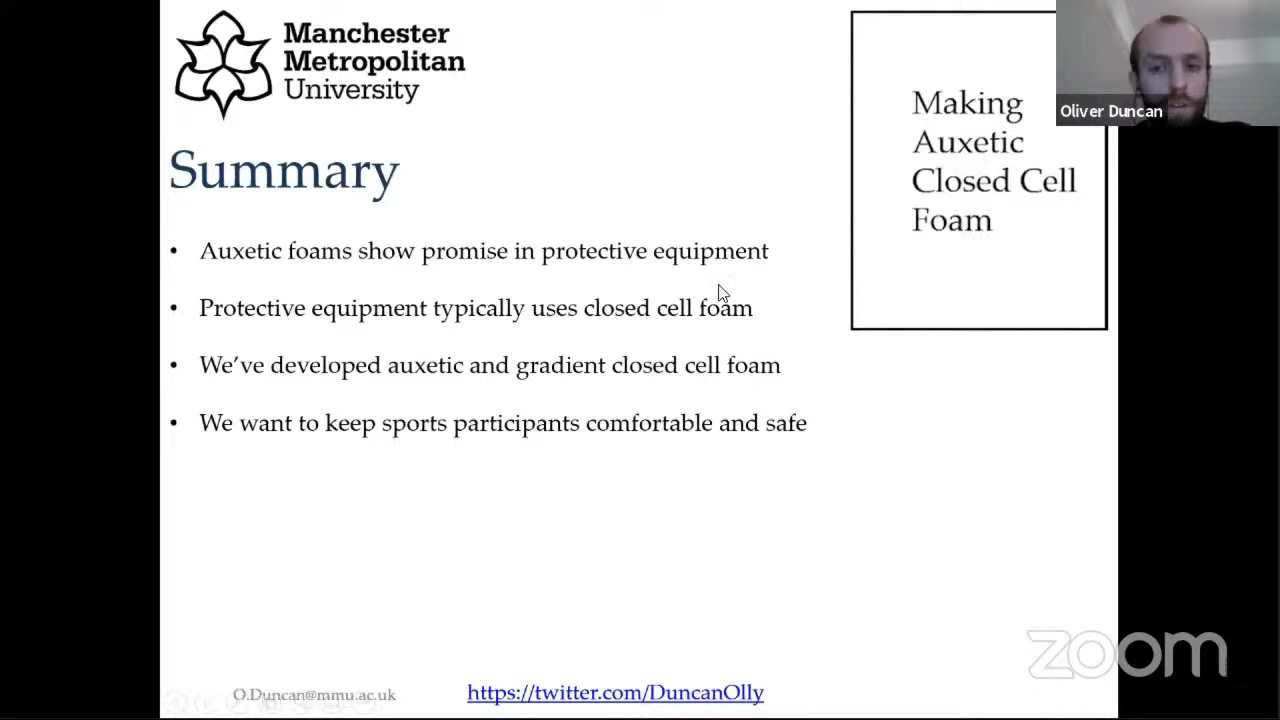 Manchester
Metropolitan
University
Oliver Duncan
Making
Auxetic
Closed Cell
Foam
Summary
• Auxetic foams show promise in protective equipment
• Protective equipment typically uses closed cell foam
• We’ve developed auxetic and gradient closed cell foam
• We want to keep sports participants comfortable and safe
zoom
O.Duncan@mmu.ac.uk
https://twitter.com/DuncanOlly